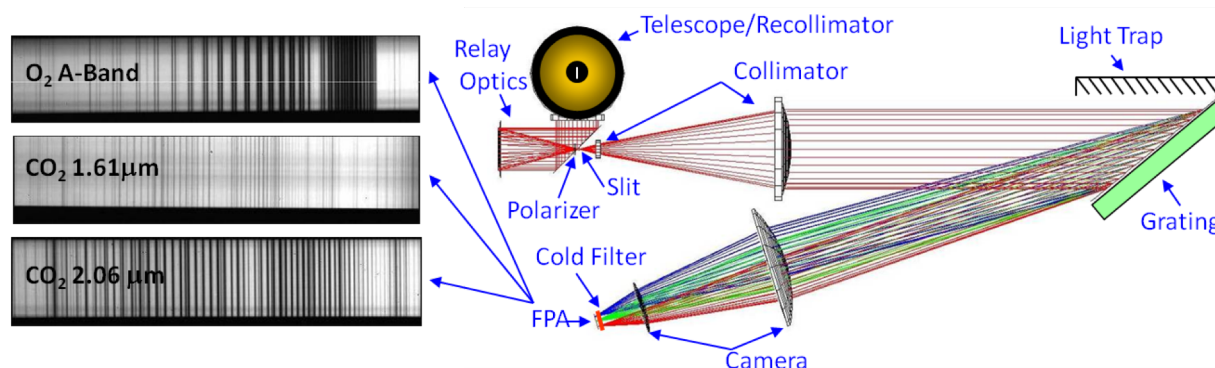 O₂ A-Band
CO₂ 1.61μm
CO₂ 2.06 μm
Telescope/Recollimator
Relay
Optics
Collimator
Light Trap
Slit
Polarizer
Grating
Cold Filter
FPA
Camera